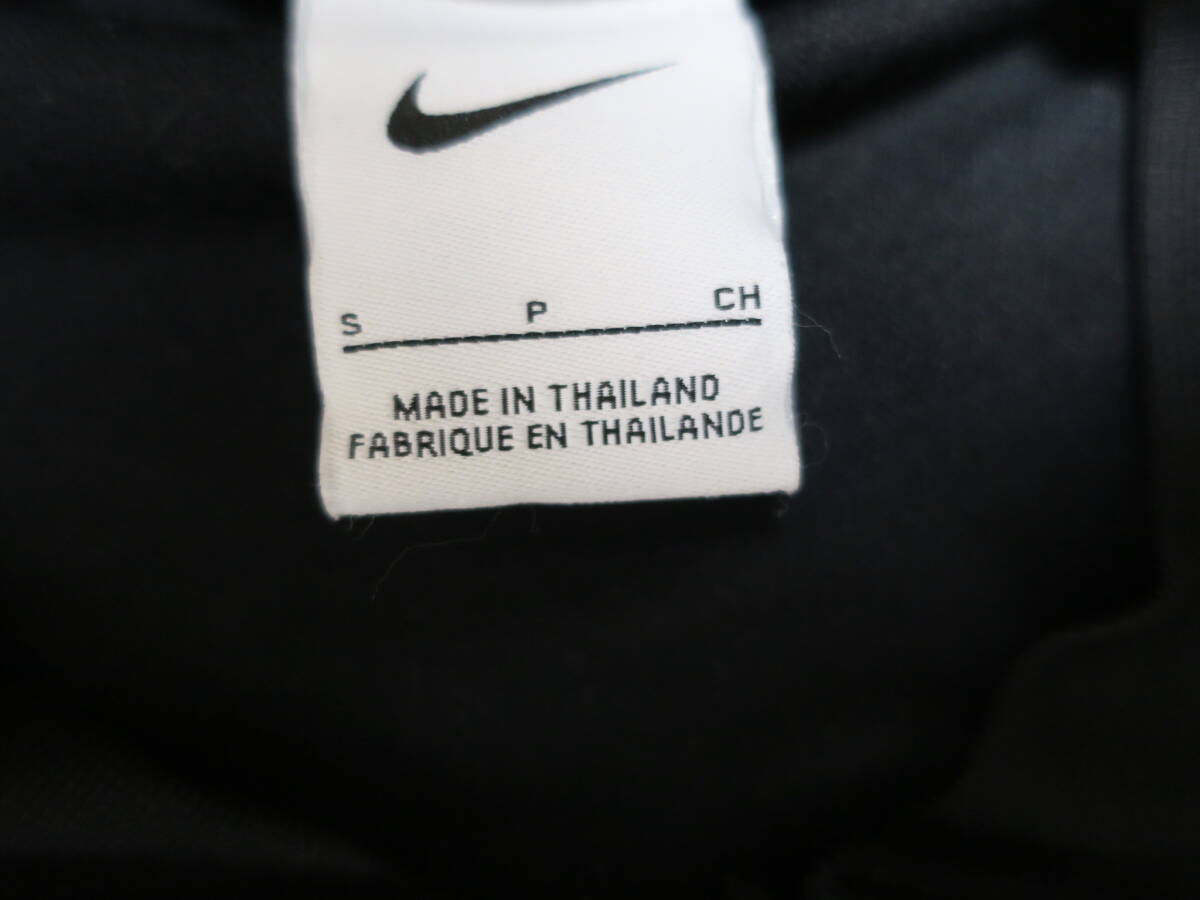 S P CH
MADE IN THAILAND
FABRIQUE EN THAILANDE